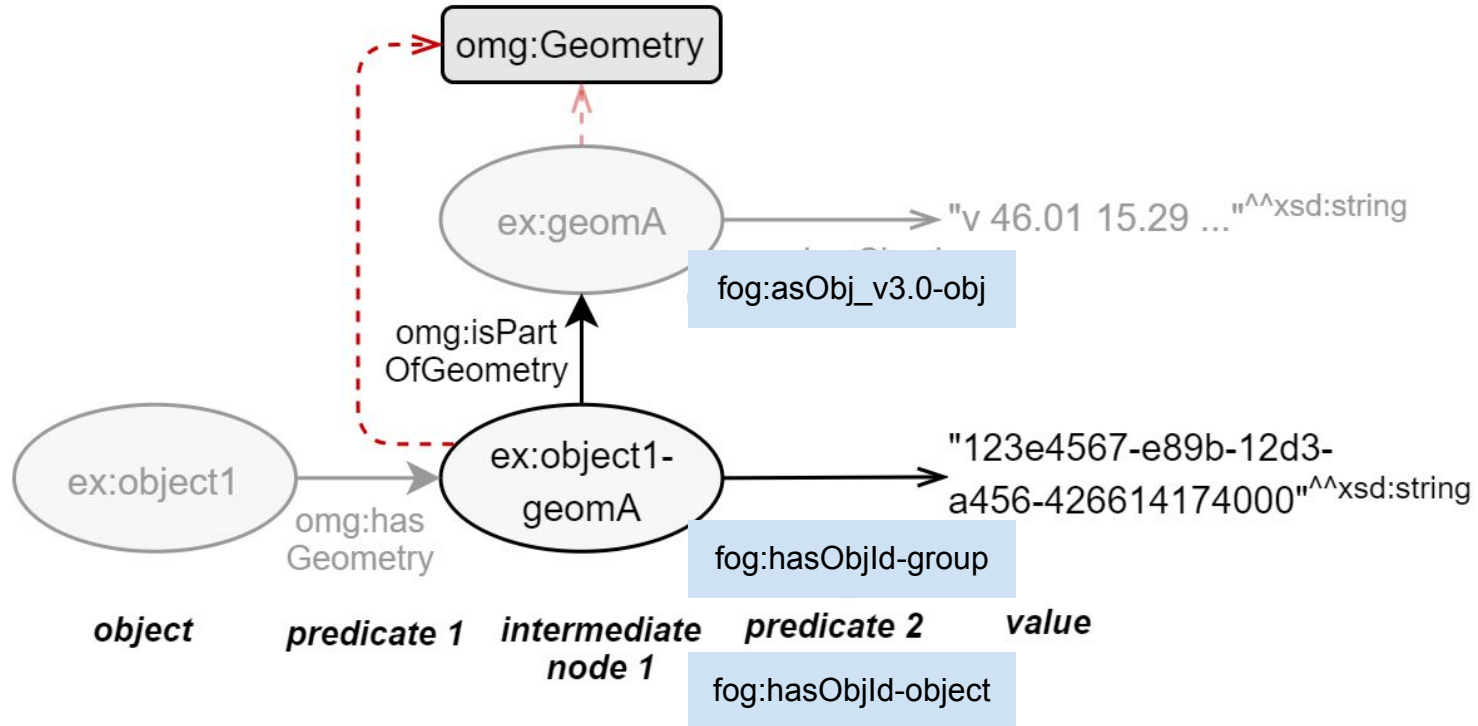 omg:Geometry
ex:geomA
"v 46.01 15.29 ..."^^xsd:string
fog:asObj_v3.0-obj
omg:isPart
OfGeometry
ex:object1
omg:has
Geometry
ex:object1-
geomA
"123e4567-e89b-12d3-
a456-426614174000"^^xsd:string
fog:hasObjId-group
object
predicate 1
intermediate
node 1
predicate 2
value
fog:hasObjId-object